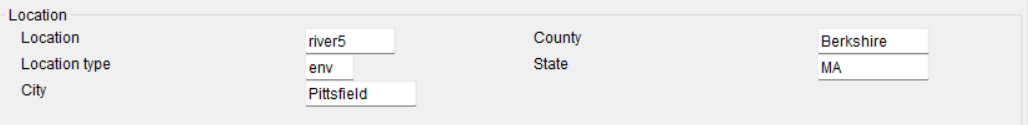 Location
Location river5 County Berkshire
Location type env State MA
City Pittsfield